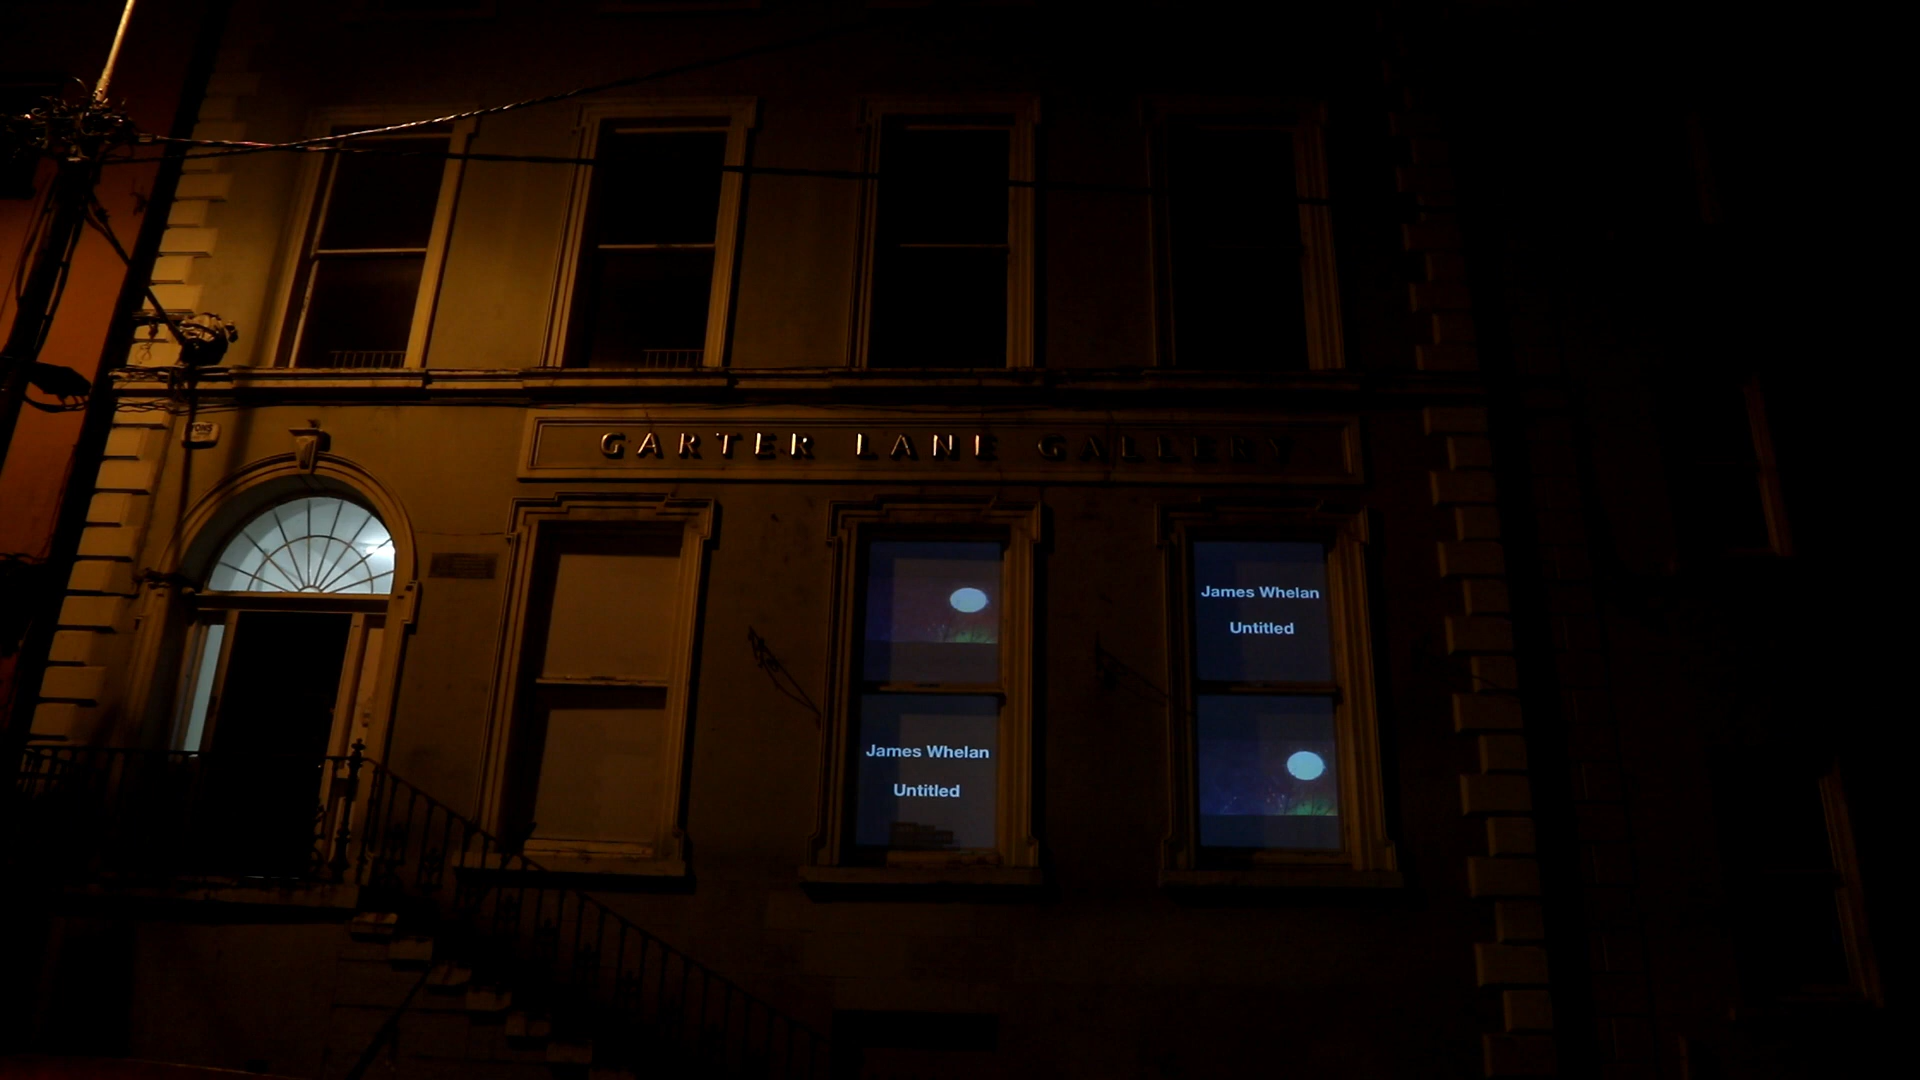 GARTER LANE GALLERY
James Whelan
Untitled
James Whelan
Untitled